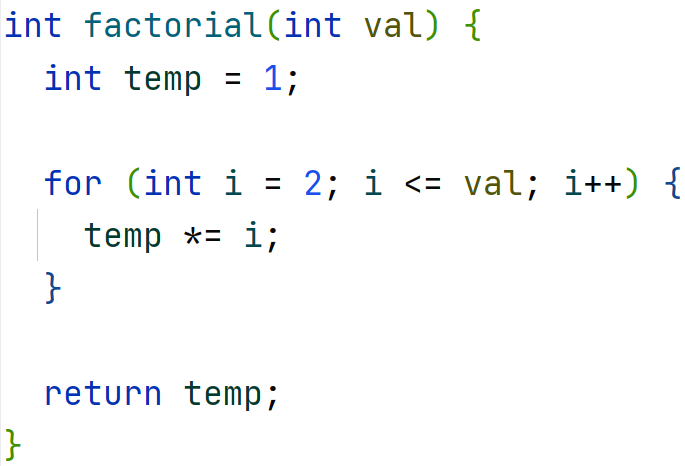 int factorial(int val) {
  int temp = 1;

  for (int i = 2; i <= val; i++) {
    temp *= i;
  }

  return temp;
}